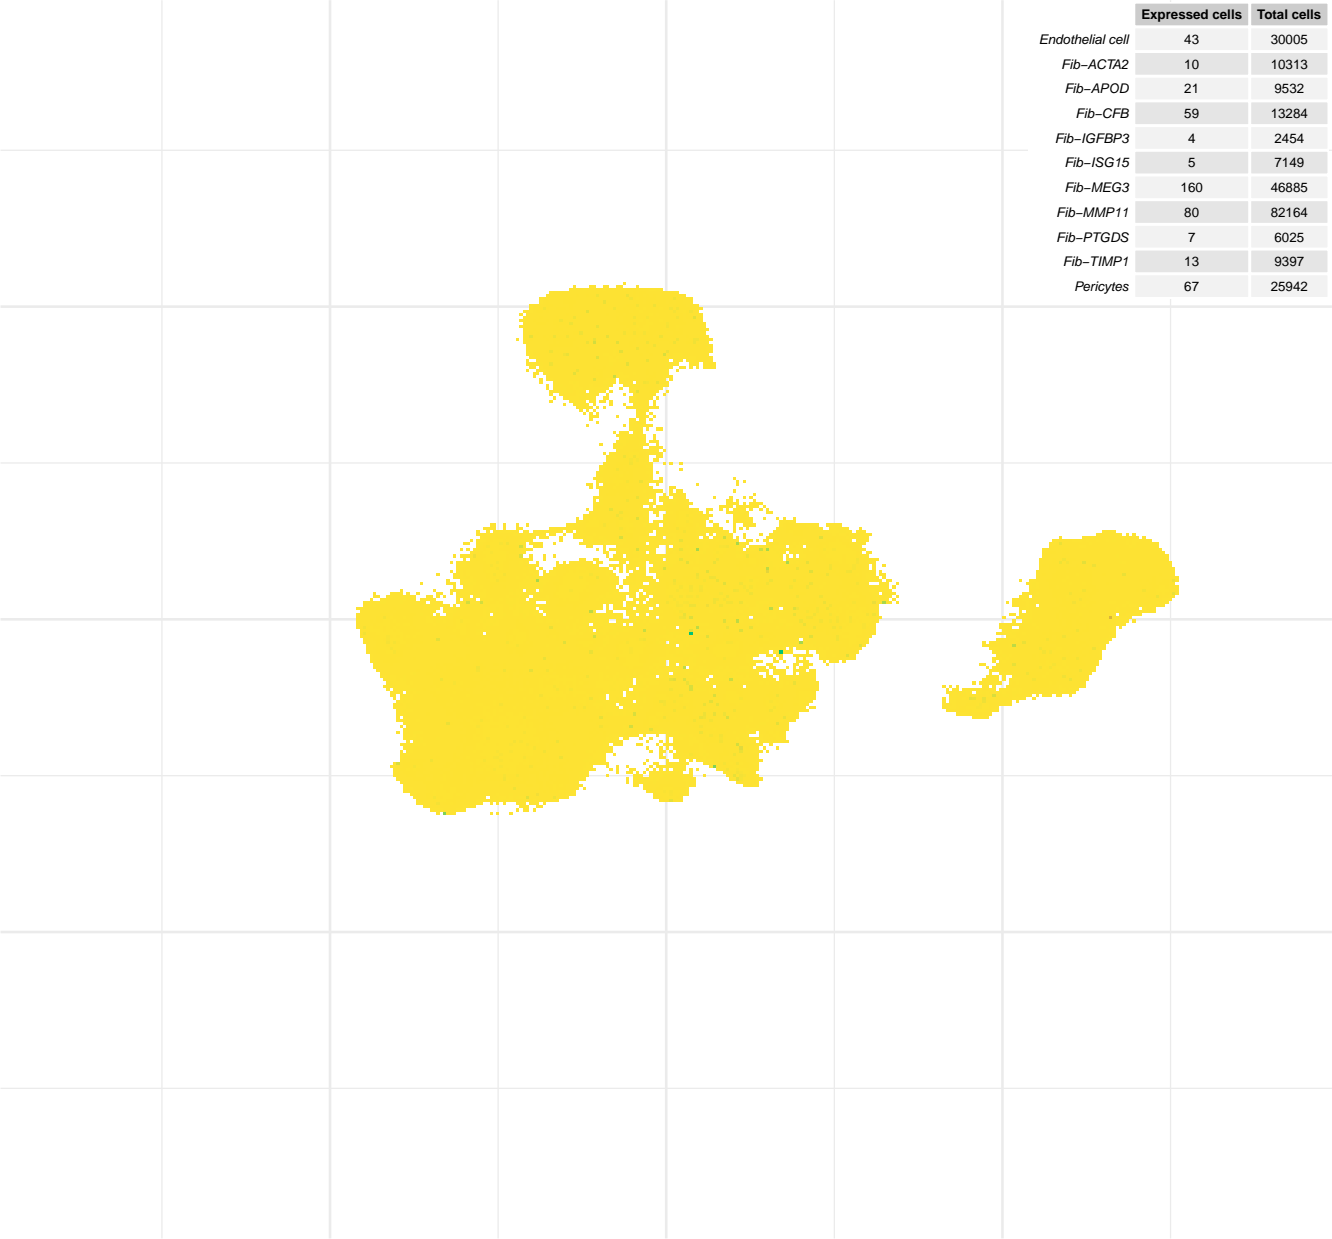 Expressed cells Total cells
Endothelial cell 43 30005
Fib−ACTA2 10 10313
Fib−APOD 21 9532
Fib−CFB 59 13284
Fib−IGFBP3 4 2454
Fib−ISG15 5 7149
Fib−MEG3 160 46885
Fib−MMP11 80 82164
Fib−PTGDS 7 6025
Fib−TIMP1 13 9397
Pericytes 67 25942